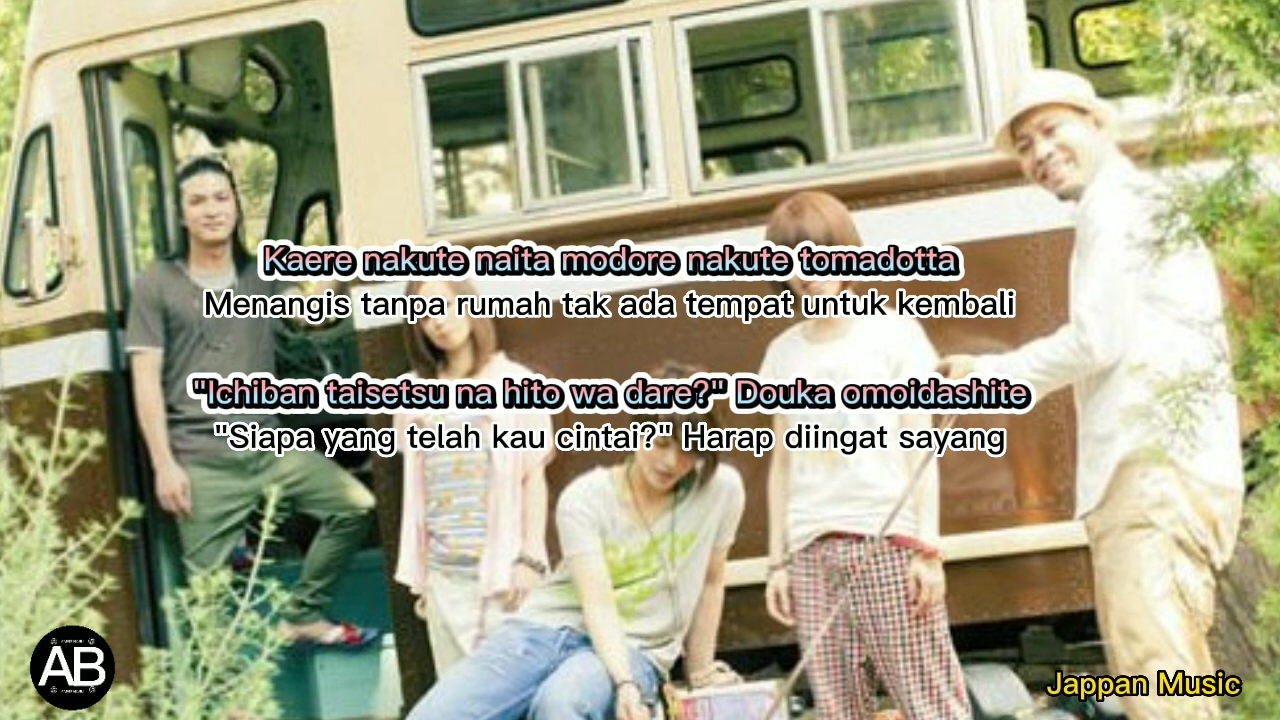 Kaere nakute naita modore nakute tomadotta
Menangis tanpa rumah tak ada tempat untuk kembali
"Ichiban taisetsu na hito wa dare?" Douka omoidashite
"Siapa yang telah kau cintai?" Harap diingat sayang
AB
Jappan Music